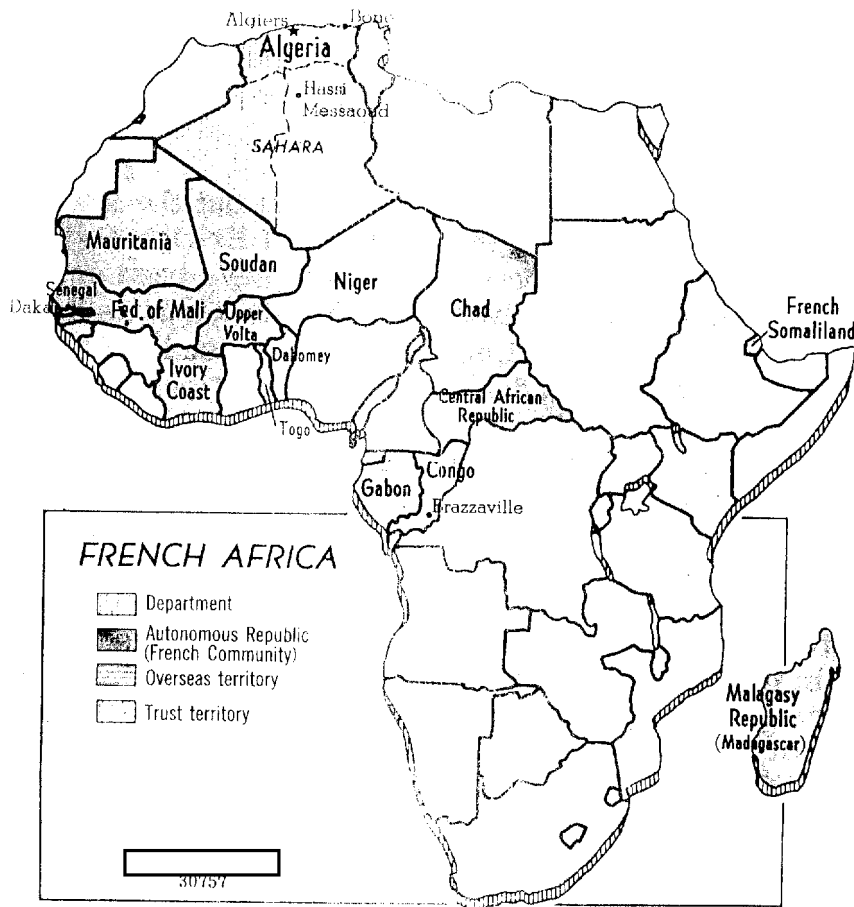 Algiers
Bone
Algeria
Hassi
Messaoud
SAHARA
Mauritania
Soudan
Niger
Chad
Senegal
Dakar
Fed. of Mali
Upper
Volta
French
Somaliland
Ivory
Coast
Dahomey
Togo
Central African
Republic
Gabon
Congo
Brazzaville
FRENCH AFRICA
Department
Autonomous Republic
(French Community)
Overseas territory
Trust territory
Malagasy
Republic
(Madagascar)
30757